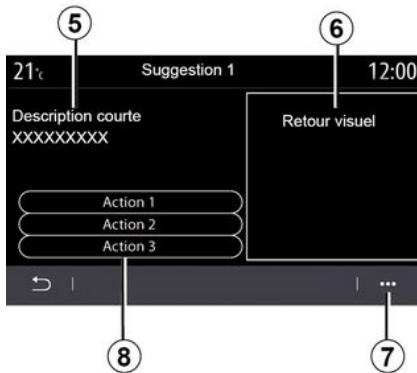 5
6
21°c
Suggestion 1
12:00
Description courte
XXXXXXXXX
Retour visuel
Action 1
Action 2
Action 3
8
7